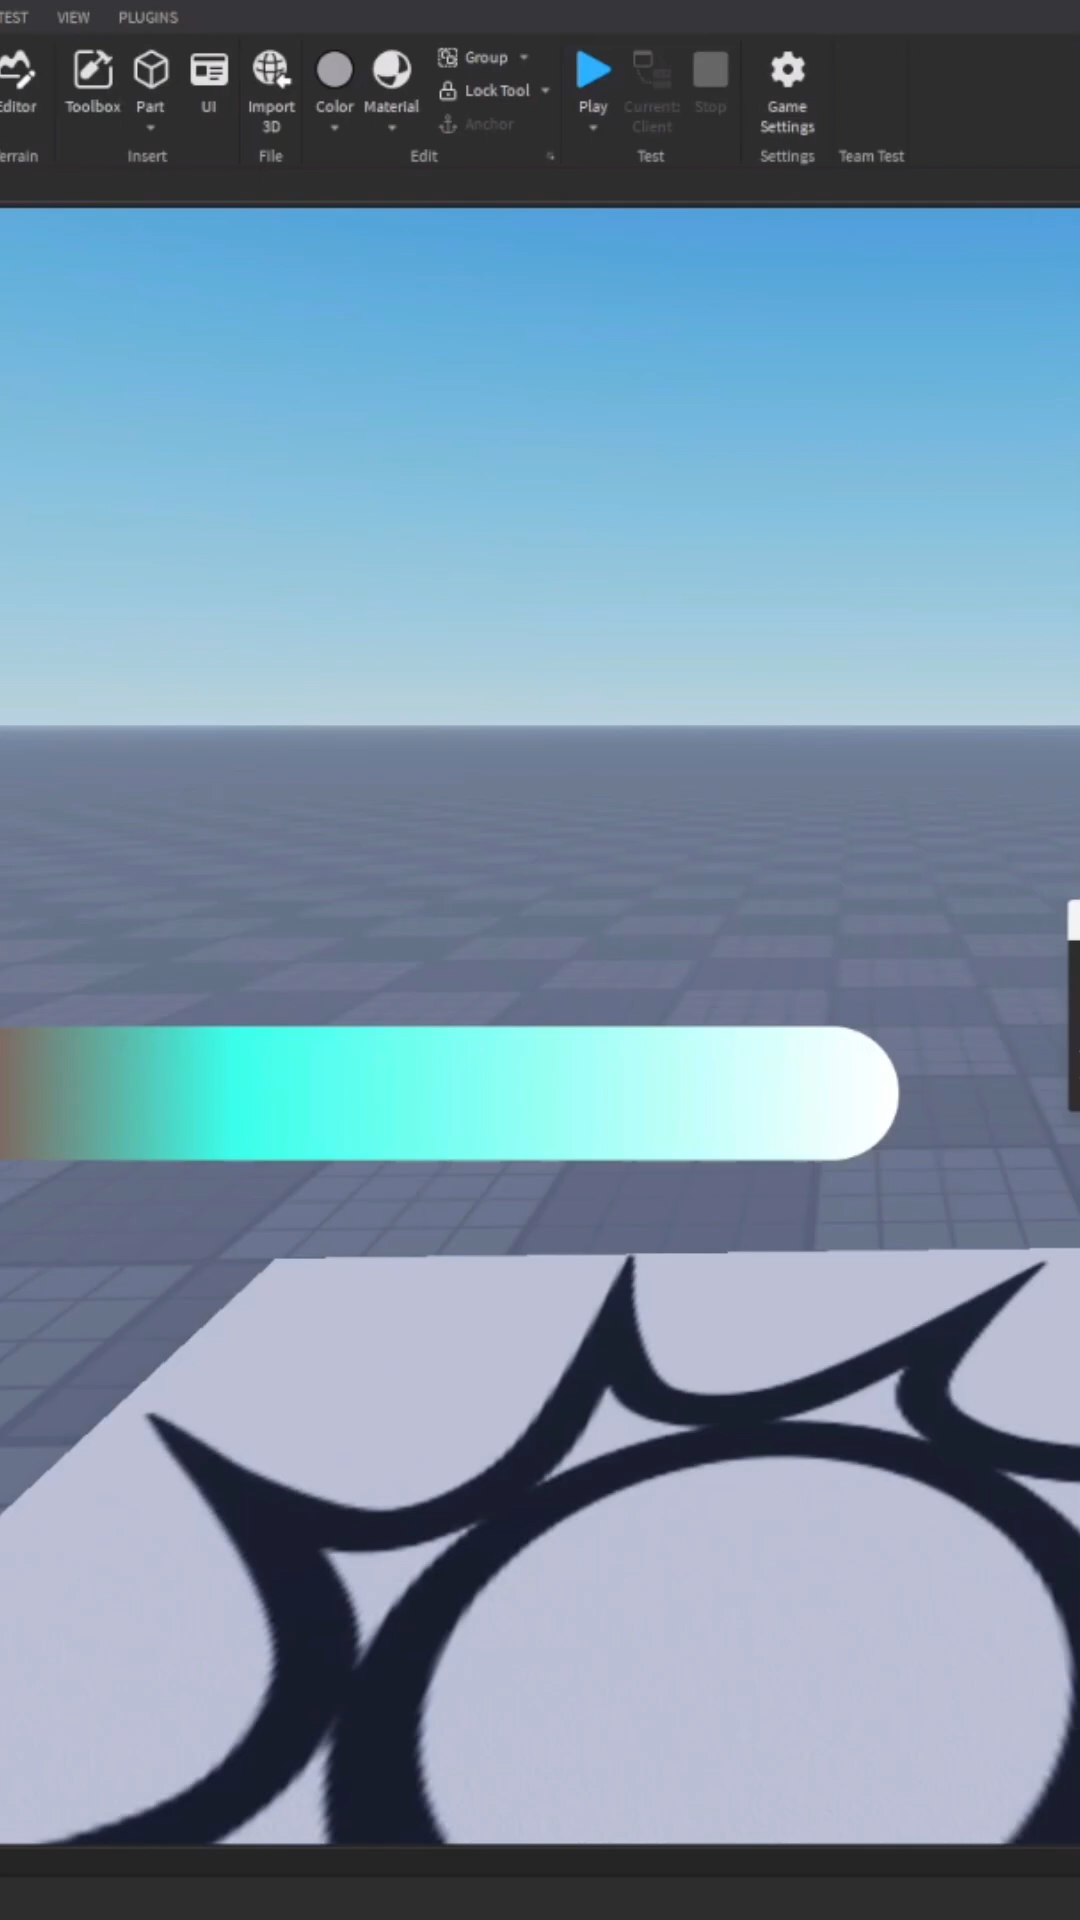 TEST VIEW PLUGINS
Editor Toolbox Part UI Import 3D Color Material Group Lock Tool Anchor Play Current: Client Stop Game Settings
Terrain Insert File Edit Test Settings Team Test